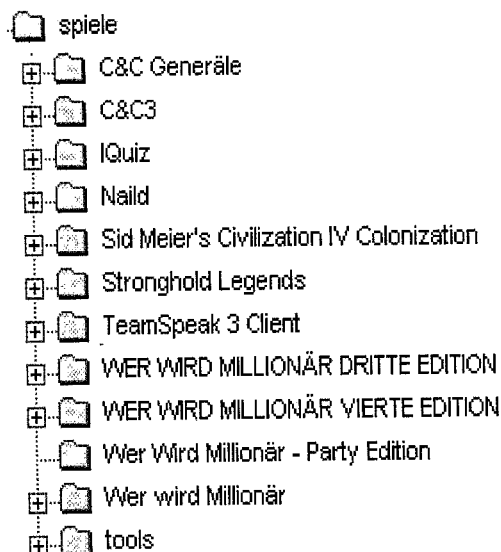 spiele
C&C Generäle
C&C3
IQuiz
Naild
Sid Meier's Civilization IV Colonization
Stronghold Legends
TeamSpeak 3 Client
WER WIRD MILLIONÄR DRITTE EDITION
WER WIRD MILLIONÄR VIERTE EDITION
Wer Wird Millionär - Party Edition
Wer wird Millionär
tools